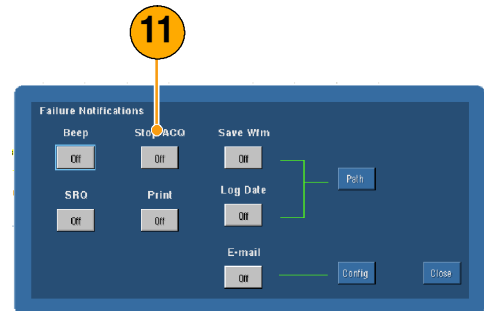 11
Failure Notifications
Beep Stop ACQ Save Wfm
Off Off Off
Path
SRO Print Log Date
Off Off Off
E-mail
Off Config Close